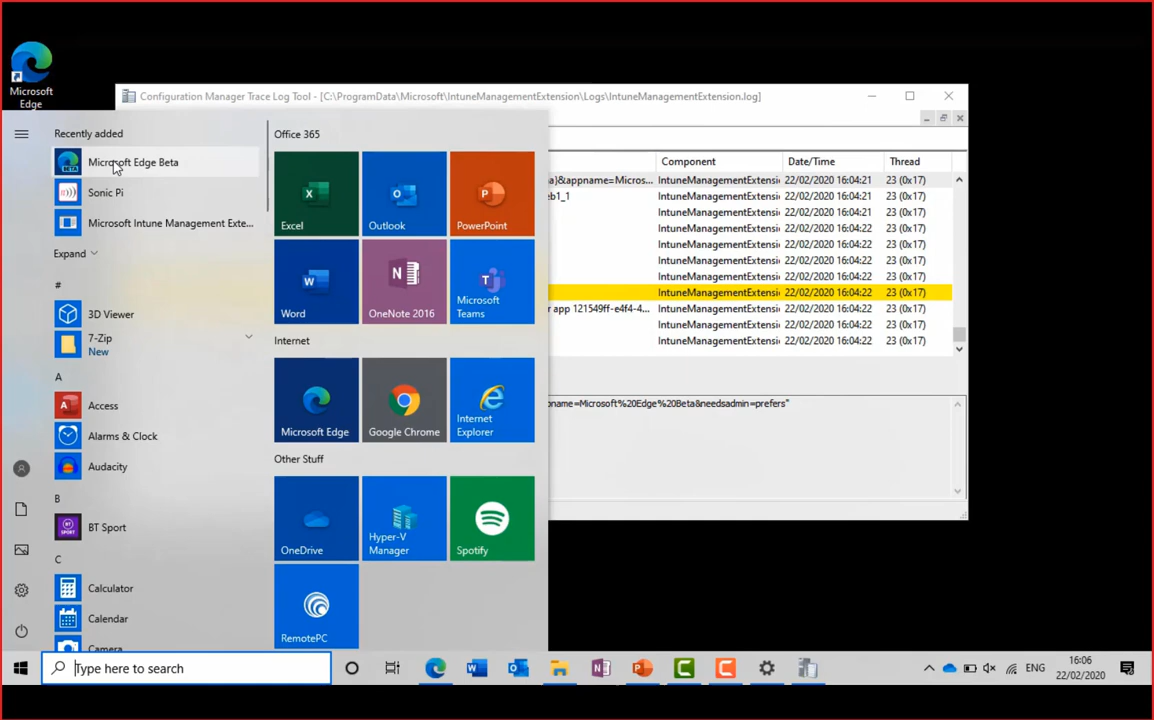 Microsoft
Edge
Configuration Manager Trace Log Tool - [C:\ProgramData\Microsoft\IntuneManagementExtension\Logs\IntuneManagementExtension.log]
Recently added
BETA
Microsoft Edge Beta
Sonic Pi
Microsoft Intune Management Exte...
Expand
#
3D Viewer
7-Zip
New
A
Access
Alarms & Clock
Audacity
B
BT Sport
C
Calculator
Calendar
Camera
Office 365
Excel
Outlook
PowerPoint
Word
OneNote 2016
Microsoft
Teams
Internet
Microsoft Edge
Google Chrome
Internet
Explorer
Other Stuff
OneDrive
Hyper-V
Manager
Spotify
RemotePC
Component Date/Time Thread
a}&appname=Micros... IntuneManagementExtensi 22/02/2020 16:04:21 23 (0x17)
eb1_1 IntuneManagementExtensi 22/02/2020 16:04:21 23 (0x17)
IntuneManagementExtensi 22/02/2020 16:04:21 23 (0x17)
IntuneManagementExtensi 22/02/2020 16:04:22 23 (0x17)
IntuneManagementExtensi 22/02/2020 16:04:22 23 (0x17)
IntuneManagementExtensi 22/02/2020 16:04:22 23 (0x17)
IntuneManagementExtensi 22/02/2020 16:04:22 23 (0x17)
IntuneManagementExtensi 22/02/2020 16:04:22 23 (0x17)
r app 121549ff-e4f4-4... IntuneManagementExtensi 22/02/2020 16:04:22 23 (0x17)
IntuneManagementExtensi 22/02/2020 16:04:22 23 (0x17)
IntuneManagementExtensi 22/02/2020 16:04:22 23 (0x17)
pname=Microsoft%20Edge%20Beta&needsadmin=prefers"
Type here to search
ENG
16:06
22/02/2020